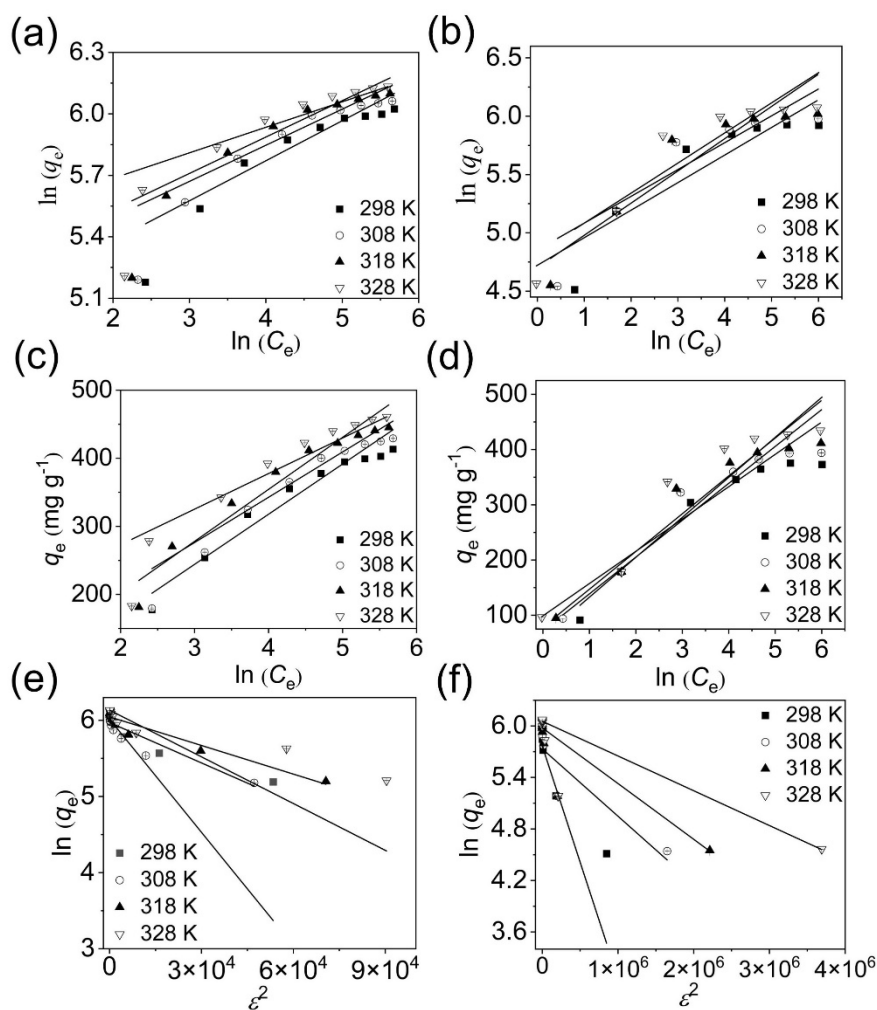 (a)
ln (qe)
6.3
6.0
5.7
5.4
5.1
298 K
308 K
318 K
328 K
2 3 4 5 6
ln (Ce)
(b)
ln (qe)
6.5
6.0
5.5
5.0
4.5
298 K
308 K
318 K
328 K
0 1 2 3 4 5 6
ln (Ce)
(c)
qe (mg g-1)
500
400
300
200
298 K
308 K
318 K
328 K
2 3 4 5 6
ln (Ce)
(d)
qe (mg g-1)
500
400
300
200
100
298 K
308 K
318 K
328 K
0 1 2 3 4 5 6
ln (Ce)
(e)
ln (qe)
6
5
4
3
298 K
308 K
318 K
328 K
0 3×10⁴ 6×10⁴ 9×10⁴
ε²
(f)
ln (qe)
6.0
5.4
4.8
4.2
3.6
298 K
308 K
318 K
328 K
0 1×10⁶ 2×10⁶ 3×10⁶ 4×10⁶
ε²